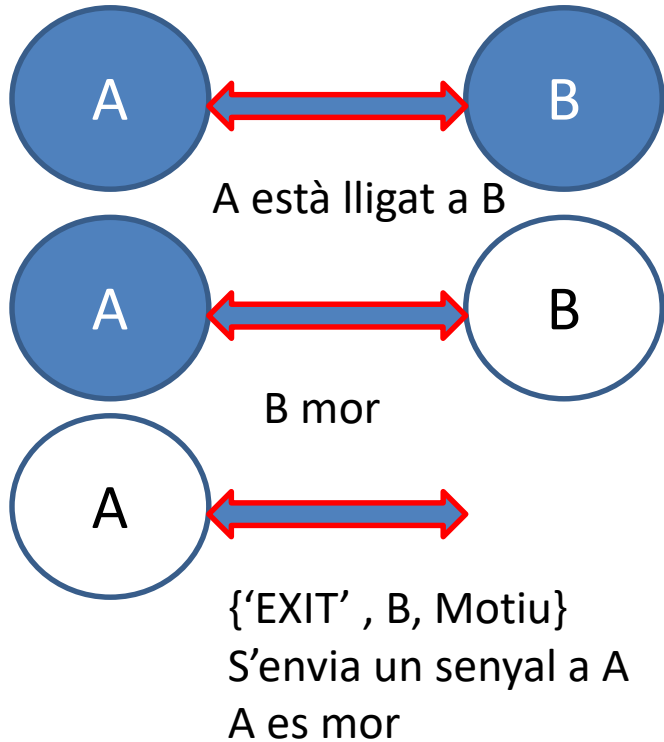 A
B
A està lligat a B
A
B
B mor
A
{‘EXIT’ , B, Motiu}
S’envia un senyal a A
A es mor